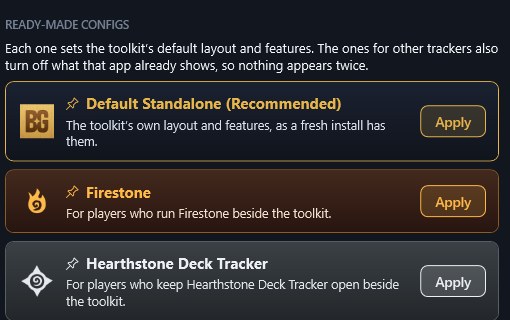 READY-MADE CONFIGS
Each one sets the toolkit's default layout and features. The ones for other trackers also
turn off what that app already shows, so nothing appears twice.
BG
Default Standalone (Recommended)
The toolkit's own layout and features, as a fresh install has
them.
Apply
Firestone
For players who run Firestone beside the toolkit.
Apply
Hearthstone Deck Tracker
For players who keep Hearthstone Deck Tracker open beside
the toolkit.
Apply